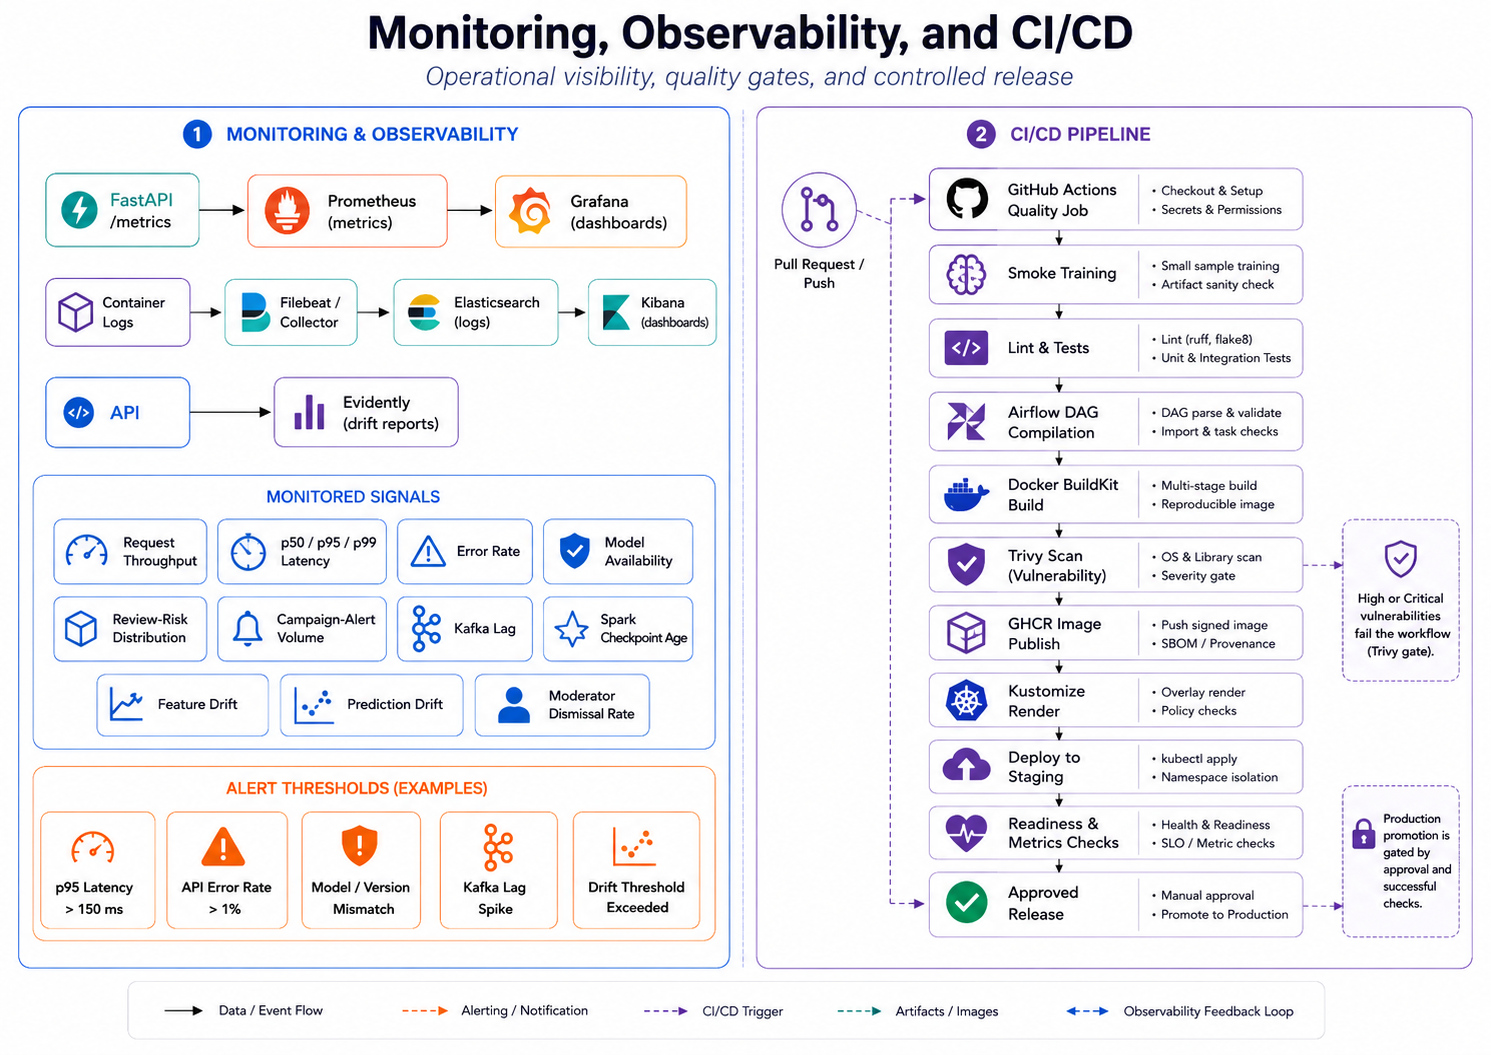 Monitoring, Observability, and CI/CD
Operational visibility, quality gates, and controlled release
1 MONITORING & OBSERVABILITY
FastAPI
/metrics
Prometheus
(metrics)
Grafana
(dashboards)
Container
Logs
Filebeat /
Collector
Elasticsearch
(logs)
Kibana
(dashboards)
API
Evidently
(drift reports)
MONITORED SIGNALS
Request
Throughput
p50 / p95 / p99
Latency
Error Rate
Model
Availability
Review-Risk
Distribution
Campaign-Alert
Volume
Kafka Lag
Spark
Checkpoint Age
Feature Drift
Prediction Drift
Moderator
Dismissal Rate
ALERT THRESHOLDS (EXAMPLES)
p95 Latency
> 150 ms
API Error Rate
> 1%
Model / Version
Mismatch
Kafka Lag
Spike
Drift Threshold
Exceeded
2 CI/CD PIPELINE
Pull Request /
Push
GitHub Actions
Quality Job
• Checkout & Setup
• Secrets & Permissions
Smoke Training
• Small sample training
• Artifact sanity check
Lint & Tests
• Lint (ruff, flake8)
• Unit & Integration Tests
Airflow DAG
Compilation
• DAG parse & validate
• Import & task checks
Docker BuildKit
Build
• Multi-stage build
• Reproducible image
Trivy Scan
(Vulnerability)
• OS & Library scan
• Severity gate
High or Critical
vulnerabilities
fail the workflow
(Trivy gate).
GHCR Image
Publish
• Push signed image
• SBOM / Provenance
Kustomize
Render
• Overlay render
• Policy checks
Deploy to
Staging
• kubectl apply
• Namespace isolation
Readiness &
Metrics Checks
• Health & Readiness
• SLO / Metric checks
Approved
Release
• Manual approval
• Promote to Production
Production
promotion is
gated by
approval and
successful
checks.
Data / Event Flow
Alerting / Notification
CI/CD Trigger
Artifacts / Images
Observability Feedback Loop